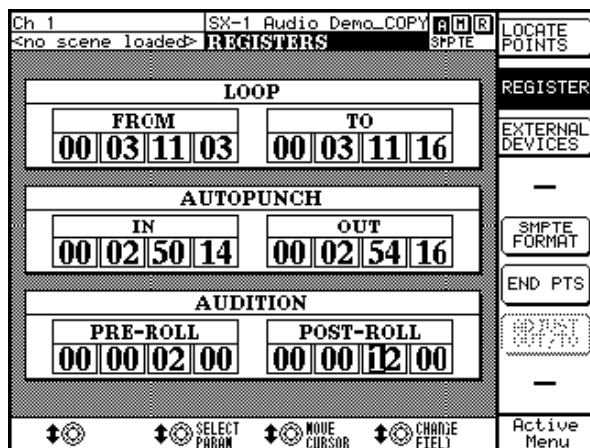 Ch 1 SX-1 Audio Demo_COPY A M R
<no scene loaded> REGISTERS SMPTE
LOOP
FROM TO
00 03 11 03 00 03 11 16
AUTOPUNCH
IN OUT
00 02 50 14 00 02 54 16
AUDITION
PRE-ROLL POST-ROLL
00 00 02 00 00 00 12 00
SELECT PARAM
MOVE CURSOR
CHANGE FIELD
LOCATE
POINTS
REGISTER
EXTERNAL
DEVICES
SMPTE
FORMAT
END PTS
ADJUST
OUT/TO
Active
Menu